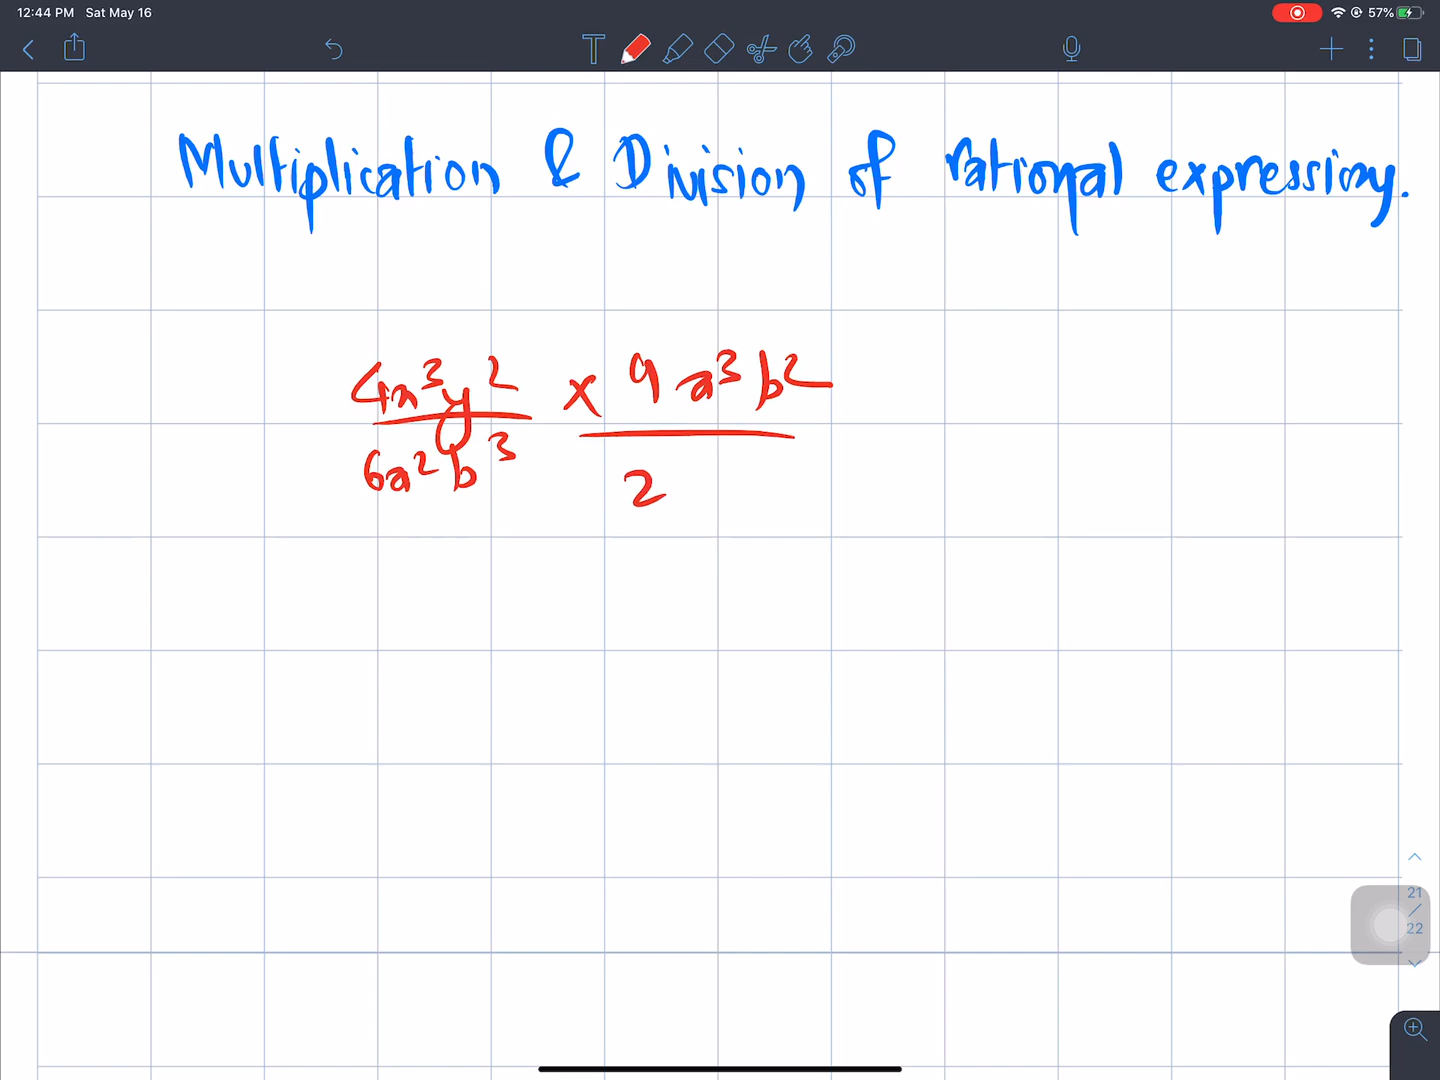 12:44 PM Sat May 16 57%
Multiplication & Division of rational expressions.
4x³y² × 9a³b²
6a²b³ 2
21
/
22